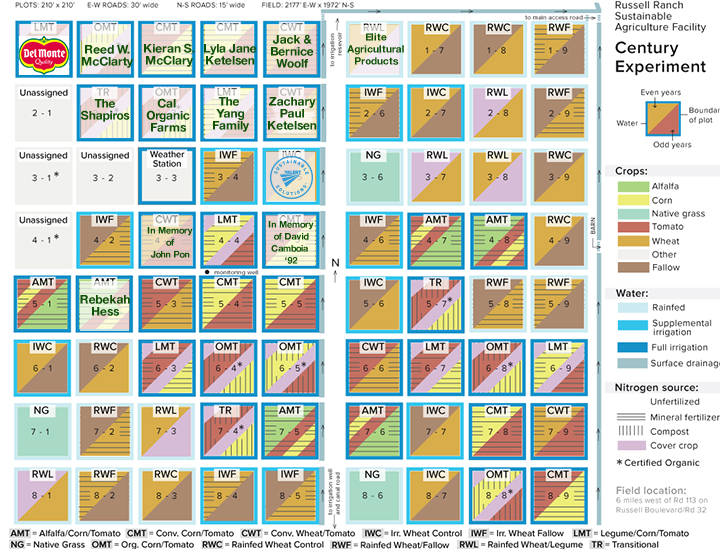 PLOTS: 210' x 210' E-W ROADS: 30' wide N-S ROADS: 15' wide FIELD: 2177' E-W x 1972' N-S
to main access road
Russell Ranch
Sustainable
Agriculture Facility
Century
Experiment
Even years
Water
Boundar
of plot
Odd years
LMT
Del Monte
Quality
OMT
Reed W.
McClarty
CMT
Kieran S.
McClary
LMT
Lyla Jane
Ketelsen
CWT
Jack &
Bernice
Woolf
to irrigation
resevoir
RWL
Elite
Agricultural
Products
RWC
1 - 7
RWC
1 - 8
RWF
1 - 9
Unassigned
2 - 1
TR
The
Shapiros
OMT
Cal
Organic
Farms
LMT
The
Yang
Family
CWT
Zachary
Paul
Ketelsen
IWF
2 - 6
IWC
2 - 7
RWL
2 - 8
RWF
2 - 9
Unassigned
3 - 1*
Unassigned
3 - 2
Weather
Station
3 - 3
IWF
3 - 4
IWC
VALENT
SUSTAINABLE
SOLUTIONS
NG
3 - 6
RWL
3 - 7
RWL
3 - 8
RWC
3 - 9
Unassigned
4 - 1*
IWF
4 - 2
CWT
In Memory
of
John Pon
LMT
4 - 4
CMT
In Memory
of David
Camboia
'92
IWF
4 - 6
AMT
4 - 7
AMT
4 - 8
RWC
4 - 9
BARN
monitoring well
N
AMT
5 - 1
AMT
Rebekah
Hess
CWT
5 - 3
CMT
5 - 4
CMT
5 - 5
IWC
5 - 6
TR
5 - 7*
RWF
5 - 8
RWF
5 - 9
IWC
6 - 1
RWC
6 - 2
LMT
6 - 3
OMT
6 - 4*
OMT
6 - 5*
CWT
6 - 6
LMT
6 - 7
OMT
6 - 8*
LMT
6 - 9
NG
7 - 1
RWF
7 - 2
RWL
7 - 3
TR
7 - 4*
AMT
7 - 5
AMT
7 - 6
IWC
7 - 7
CMT
7 8
CWT
7 - 9
RWL
8 - 1
RWF
8 - 2
RWC
8 - 3
IWF
8 - 4
IWF
8 - 5
to irrigation well
and canal road
NG
8 - 6
IWC
8 - 7
OMT
8 - 8*
CMT
8 - 9
Crops:
Alfalfa
Corn
Native grass
Tomato
Wheat
Other
Fallow
Water:
Rainfed
Supplemental
irrigation
Full irrigation
Surface drainage
Nitrogen source:
Unfertilized
Mineral fertilizer
Compost
Cover crop
* Certified Organic
Field location:
6 miles west of Rd 113 on
Russell Boulevard/Rd 32
AMT = Alfalfa/Corn/Tomato CMT = Conv. Corn/Tomato CWT = Conv. Wheat/Tomato IWC = Irr. Wheat Control IWF = Irr. Wheat Fallow LMT = Legume/Corn/Tomato
NG = Native Grass OMT = Org. Corn/Tomato RWC = Rainfed Wheat Control RWF = Rainfed Wheat/Fallow RWL = Rainfed Wheat/Legume TR = Transitional